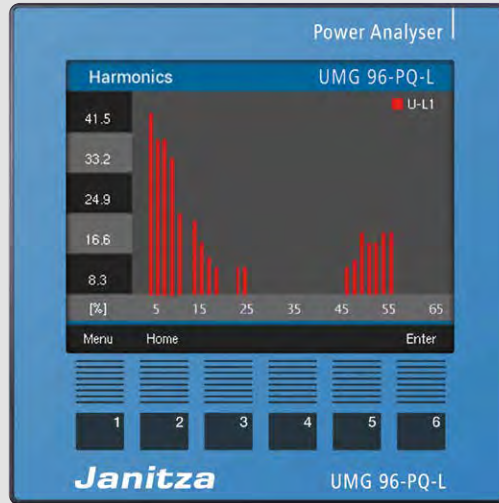 Power Analyser
Harmonics UMG 96-PQ-L
U-L1
41.5
33.2
24.9
16.6
8.3
[%] 5 15 25 35 45 55 65
Menu Home Enter
1 2 3 4 5 6
Janitza UMG 96-PQ-L